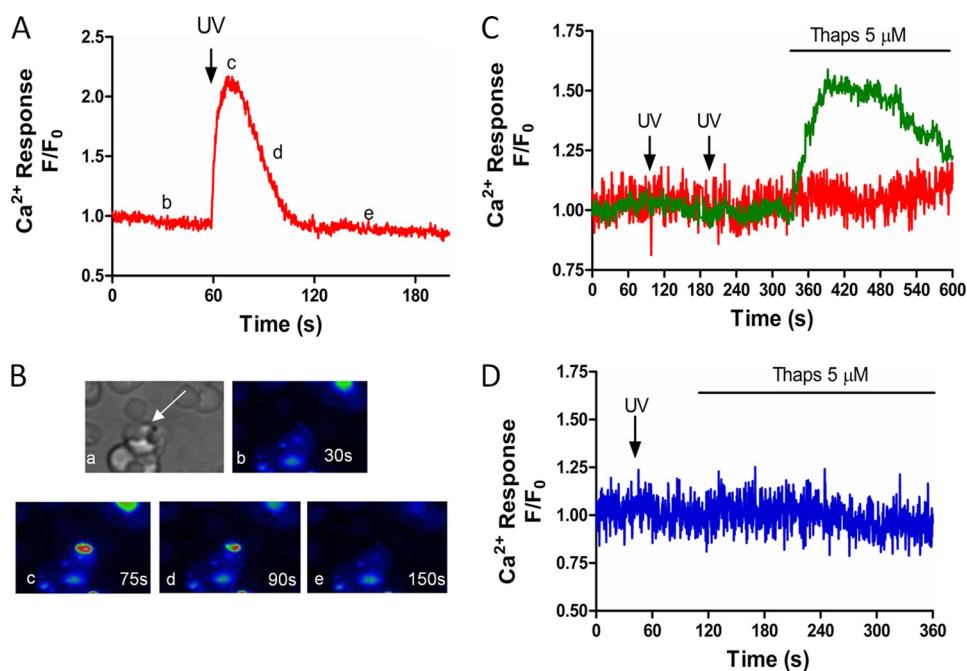 A
UV
Ca2+ Response
F/F0
2.5
2.0
1.5
1.0
0.5
b
c
d
e
0
60
120
180
Time (s)
B
a
b
30s
c
75s
d
90s
e
150s
C
Thaps 5 μM
UV
UV
Ca2+ Response
F/F0
1.75
1.50
1.25
1.00
0.75
0 60 120 180 240 300 360 420 480 540 600
Time (s)
D
Thaps 5 μM
UV
Ca2+ Response
F/F0
1.75
1.50
1.25
1.00
0.75
0.50
0 60 120 180 240 300 360
Time (s)